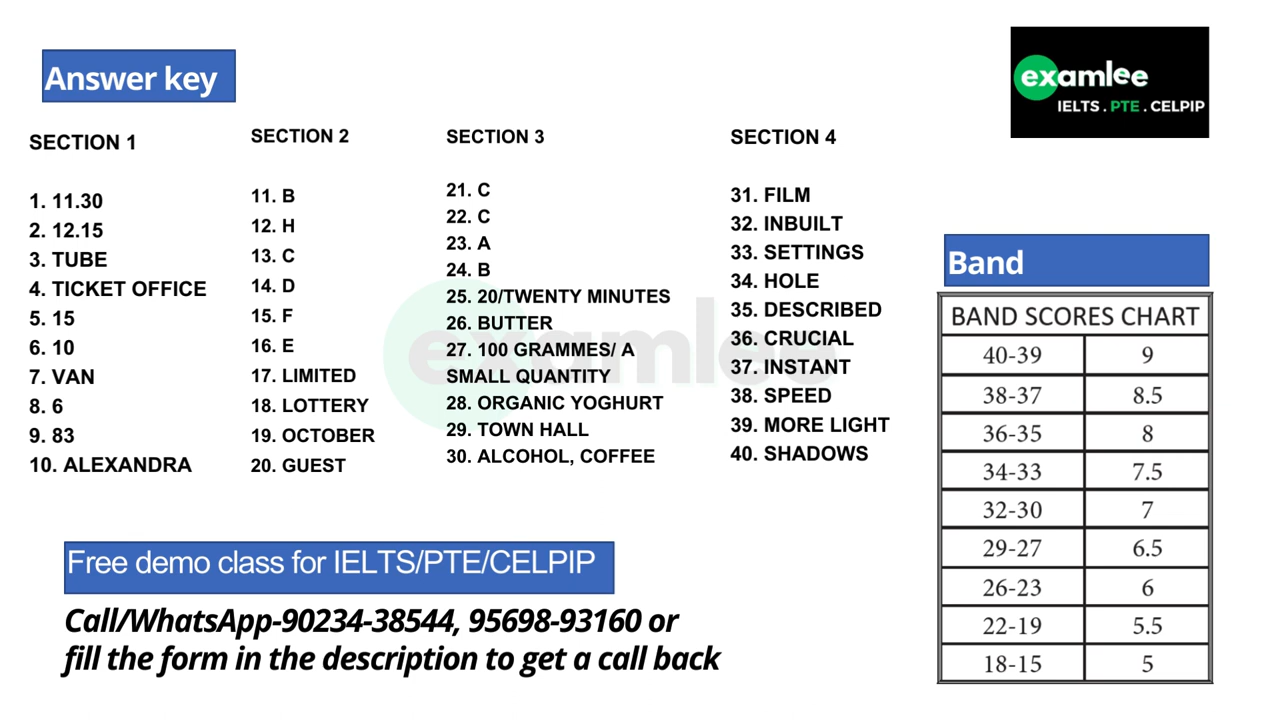 Answer key
examlee
IELTS . PTE . CELPIP
SECTION 1
1. 11.30
2. 12.15
3. TUBE
4. TICKET OFFICE
5. 15
6. 10
7. VAN
8. 6
9. 83
10. ALEXANDRA
SECTION 2
11. B
12. H
13. C
14. D
15. F
16. E
17. LIMITED
18. LOTTERY
19. OCTOBER
20. GUEST
SECTION 3
21. C
22. C
23. A
24. B
25. 20/TWENTY MINUTES
26. BUTTER
27. 100 GRAMMES/ A
SMALL QUANTITY
28. ORGANIC YOGHURT
29. TOWN HALL
30. ALCOHOL, COFFEE
SECTION 4
31. FILM
32. INBUILT
33. SETTINGS
34. HOLE
35. DESCRIBED
36. CRUCIAL
37. INSTANT
38. SPEED
39. MORE LIGHT
40. SHADOWS
examlee
Band
BAND SCORES CHART
40-39 9
38-37 8.5
36-35 8
34-33 7.5
32-30 7
29-27 6.5
26-23 6
22-19 5.5
18-15 5
Free demo class for IELTS/PTE/CELPIP
Call/WhatsApp-90234-38544, 95698-93160 or
fill the form in the description to get a call back